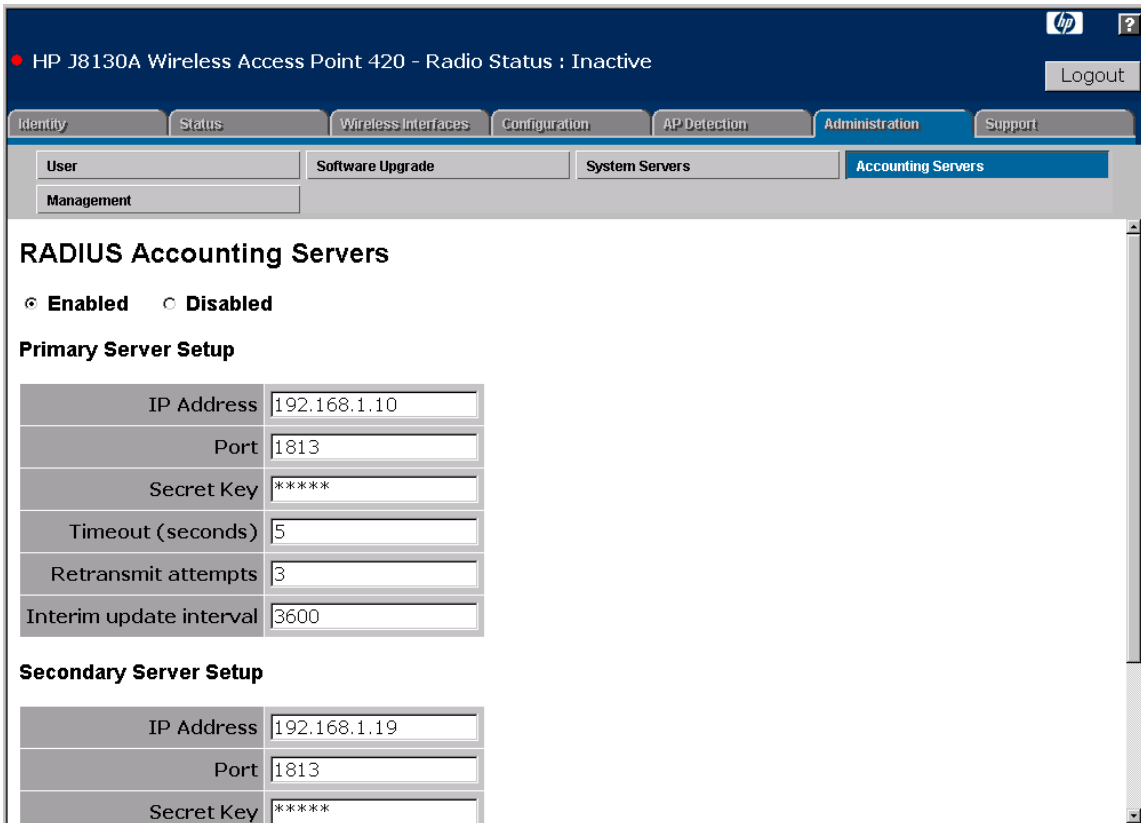 hp
?
HP J8130A Wireless Access Point 420 - Radio Status : Inactive
Logout
Identity Status Wireless Interfaces Configuration AP Detection Administration Support
User Software Upgrade System Servers Accounting Servers
Management
RADIUS Accounting Servers
Enabled Disabled
Primary Server Setup
IP Address 192.168.1.10
Port 1813
Secret Key *****
Timeout (seconds) 5
Retransmit attempts 3
Interim update interval 3600
Secondary Server Setup
IP Address 192.168.1.19
Port 1813
Secret Key *****